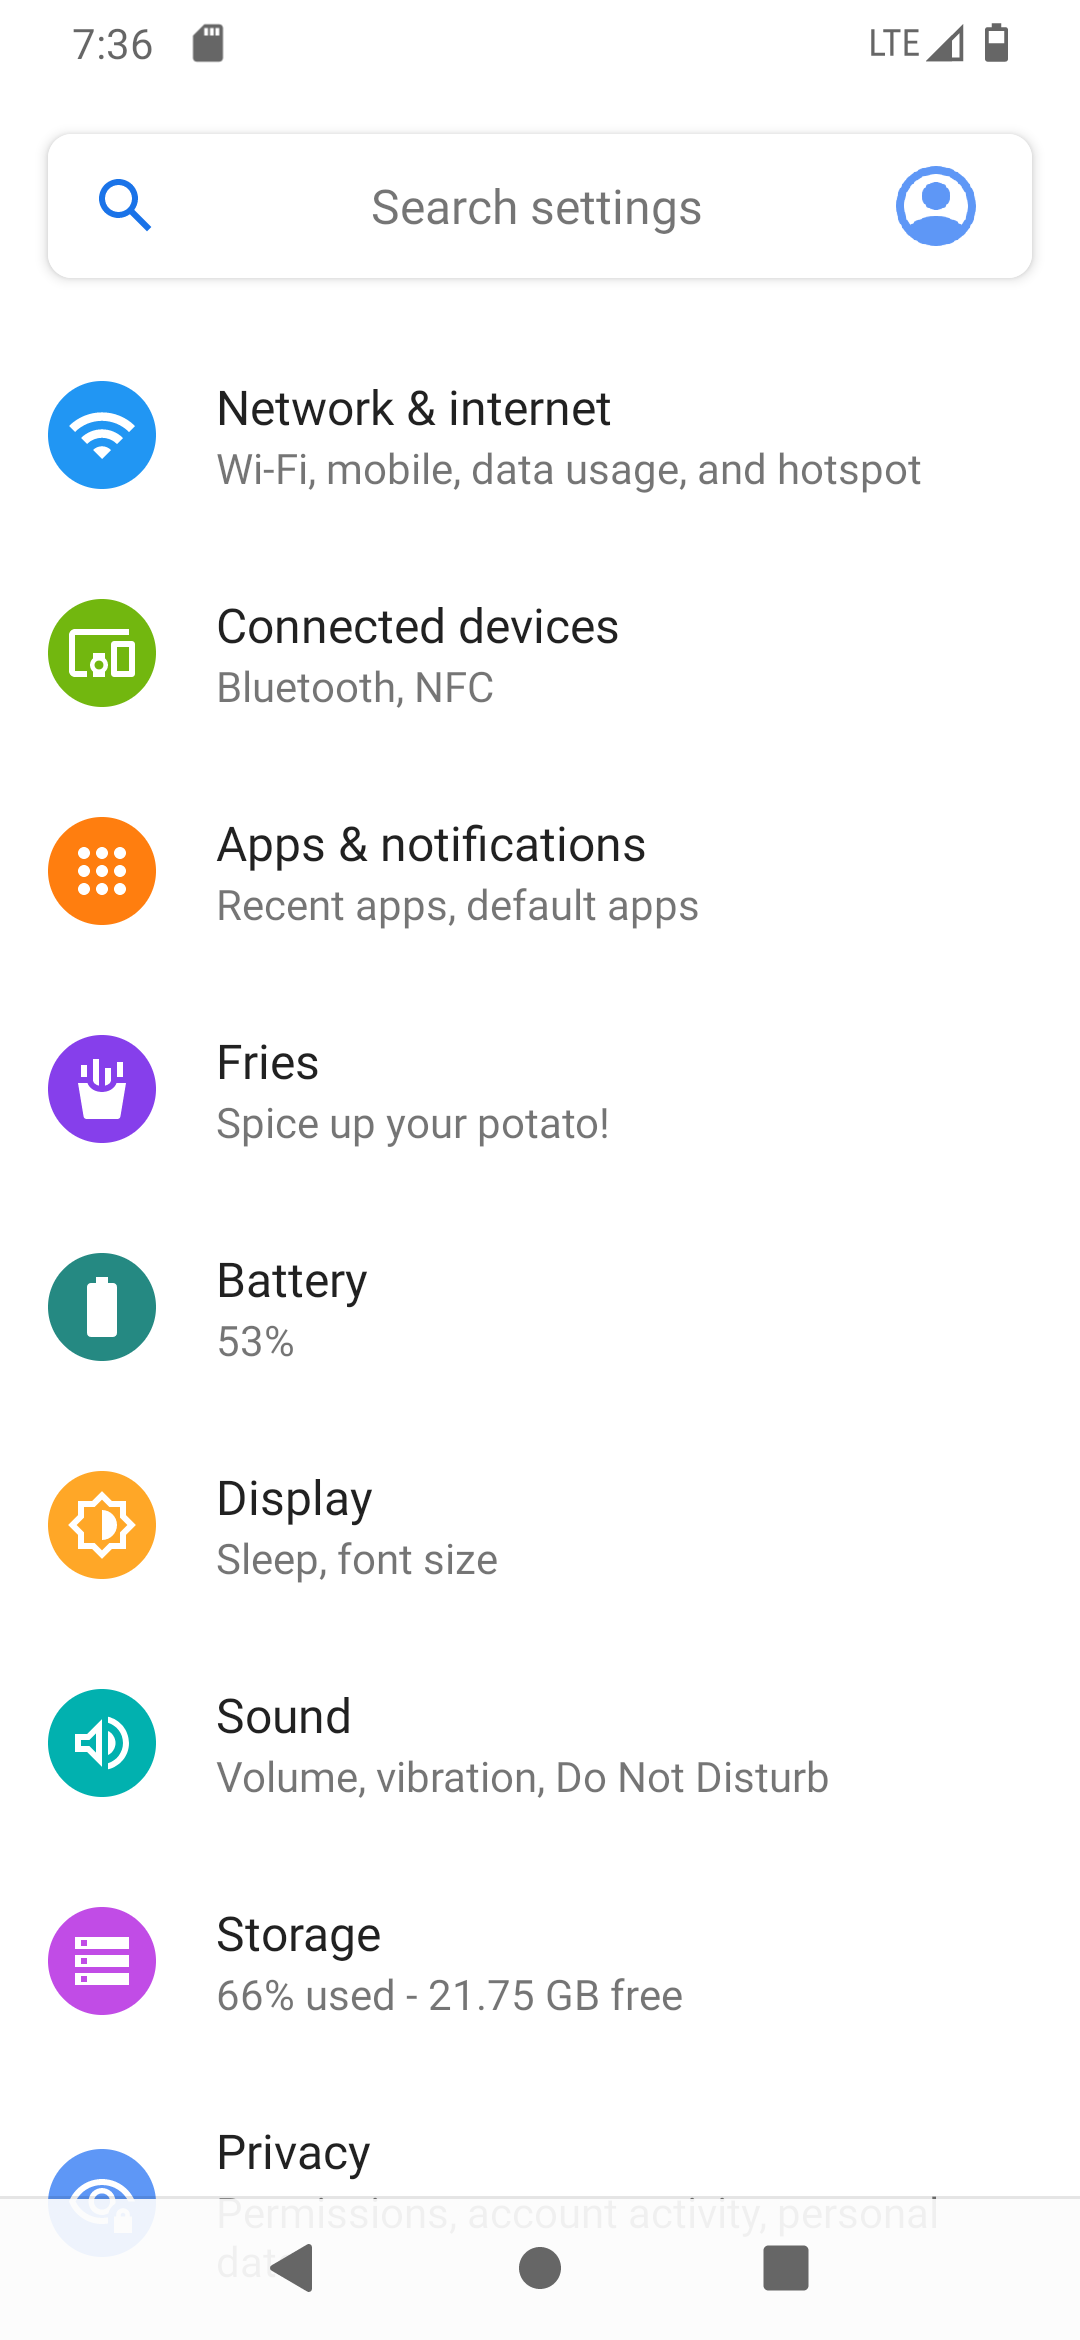 7:36
LTE
Search settings
Network & internet
Wi-Fi, mobile, data usage, and hotspot
Connected devices
Bluetooth, NFC
Apps & notifications
Recent apps, default apps
Fries
Spice up your potato!
Battery
53%
Display
Sleep, font size
Sound
Volume, vibration, Do Not Disturb
Storage
66% used - 21.75 GB free
Privacy
Permissions, account activity, personal